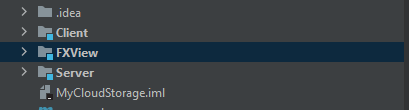 .idea
Client
FXView
Server
MyCloudStorage.iml